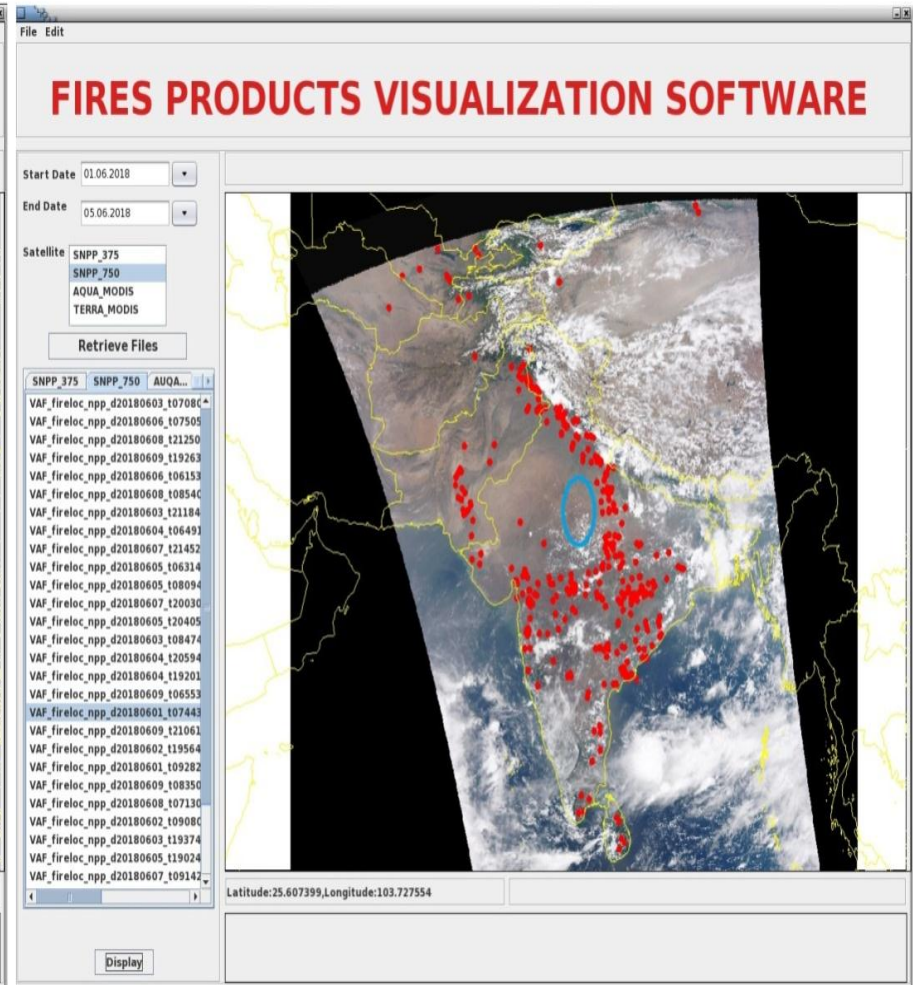 File Edit
FIRES PRODUCTS VISUALIZATION SOFTWARE
Start Date 01.06.2018
End Date 05.06.2018
Satellite SNPP_375
SNPP_750
AQUA_MODIS
TERRA_MODIS
Retrieve Files
SNPP_375 SNPP_750 AUQA...
VAF_fireloc_npp_d20180603_t0708
VAF_fireloc_npp_d20180606_t07505
VAF_fireloc_npp_d20180608_t21250
VAF_fireloc_npp_d20180609_t19263
VAF_fireloc_npp_d20180606_t06153
VAF_fireloc_npp_d20180608_t08540
VAF_fireloc_npp_d20180603_t21184
VAF_fireloc_npp_d20180604_t06491
VAF_fireloc_npp_d20180607_t21452
VAF_fireloc_npp_d20180605_t06314
VAF_fireloc_npp_d20180605_t08094
VAF_fireloc_npp_d20180607_t20030
VAF_fireloc_npp_d20180605_t20405
VAF_fireloc_npp_d20180603_t08474
VAF_fireloc_npp_d20180604_t20594
VAF_fireloc_npp_d20180604_t19201
VAF_fireloc_npp_d20180609_t06553
VAF_fireloc_npp_d20180601_t07443
VAF_fireloc_npp_d20180609_t21061
VAF_fireloc_npp_d20180602_t19564
VAF_fireloc_npp_d20180601_t09282
VAF_fireloc_npp_d20180609_t08350
VAF_fireloc_npp_d20180608_t07130
VAF_fireloc_npp_d20180602_t09080
VAF_fireloc_npp_d20180603_t19374
VAF_fireloc_npp_d20180605_t19024
VAF_fireloc_npp_d20180607_t09142
Latitude:25.607399,Longitude:103.727554
Display